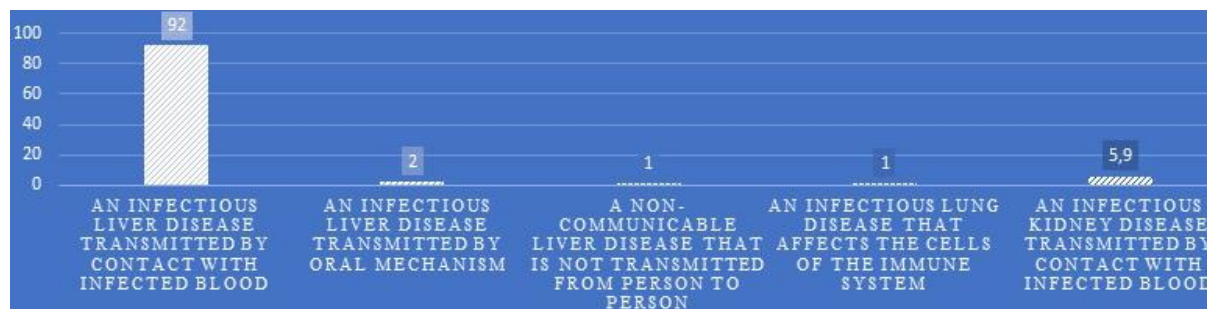 100
80
60
40
20
0
92
2
1
1
5,9
AN INFECTIOUS
LIVER DISEASE
TRANSMITTED BY
CONTACT WITH
INFECTED BLOOD
AN INFECTIOUS
LIVER DISEASE
TRANSMITTED BY
ORAL MECHANISM
A NON-
COMMUNICABLE
LIVER DISEASE THAT
IS NOT TRANSMITTED
FROM PERSON TO
PERSON
AN INFECTIOUS LUNG
DISEASE THAT
AFFECTS THE CELLS
OF THE IMMUNE
SYSTEM
AN INFECTIOUS
KIDNEY DISEASE
TRANSMITTED BY
CONTACT WITH
INFECTED BLOOD